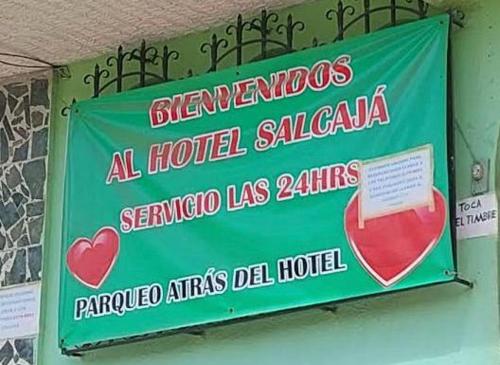 BIENVENIDOS
AL HOTEL SALCAJÁ
SERVICIO LAS 24HRS
PARQUEO ATRÁS DEL HOTEL
TOCA
EL TIMBRE